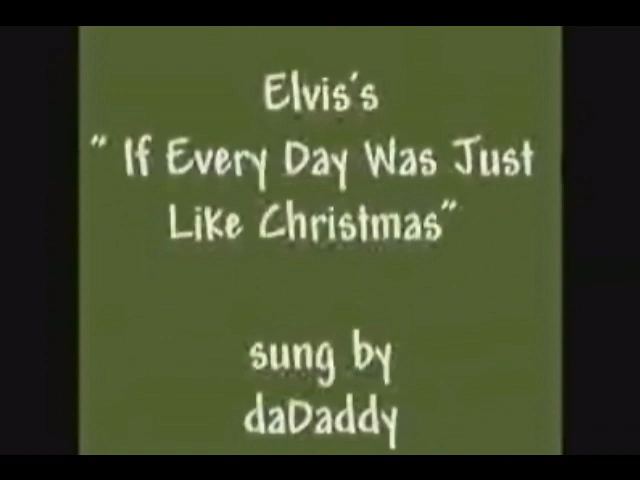 Elvis's
" If Every Day Was Just
Like Christmas"
sung by
daDaddy